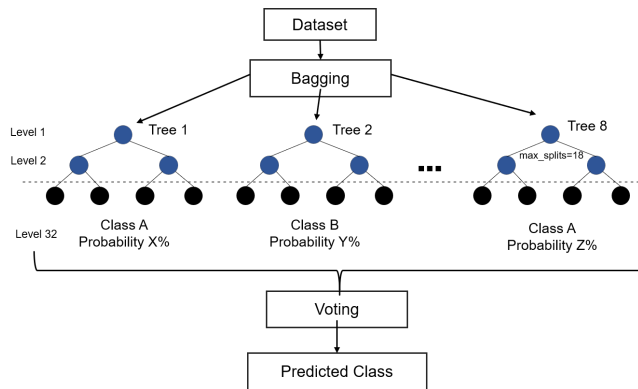 Dataset
Bagging
Level 1
Tree 1
Tree 2
Tree 8
Level 2
max_splits=18
Class A
Probability X%
Class B
Probability Y%
Class A
Probability Z%
Level 32
Voting
Predicted Class